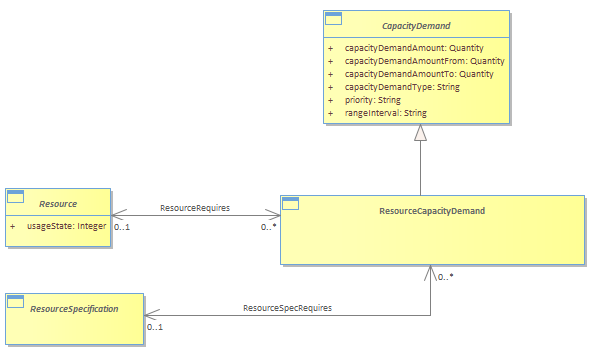 CapacityDemand
+ capacityDemandAmount: Quantity
+ capacityDemandAmountFrom: Quantity
+ capacityDemandAmountTo: Quantity
+ capacityDemandType: String
+ priority: String
+ rangeInterval: String
Resource
+ usageState: Integer
ResourceRequires
0..1
0..*
ResourceCapacityDemand
ResourceSpecification
ResourceSpecRequires
0..1
0..*